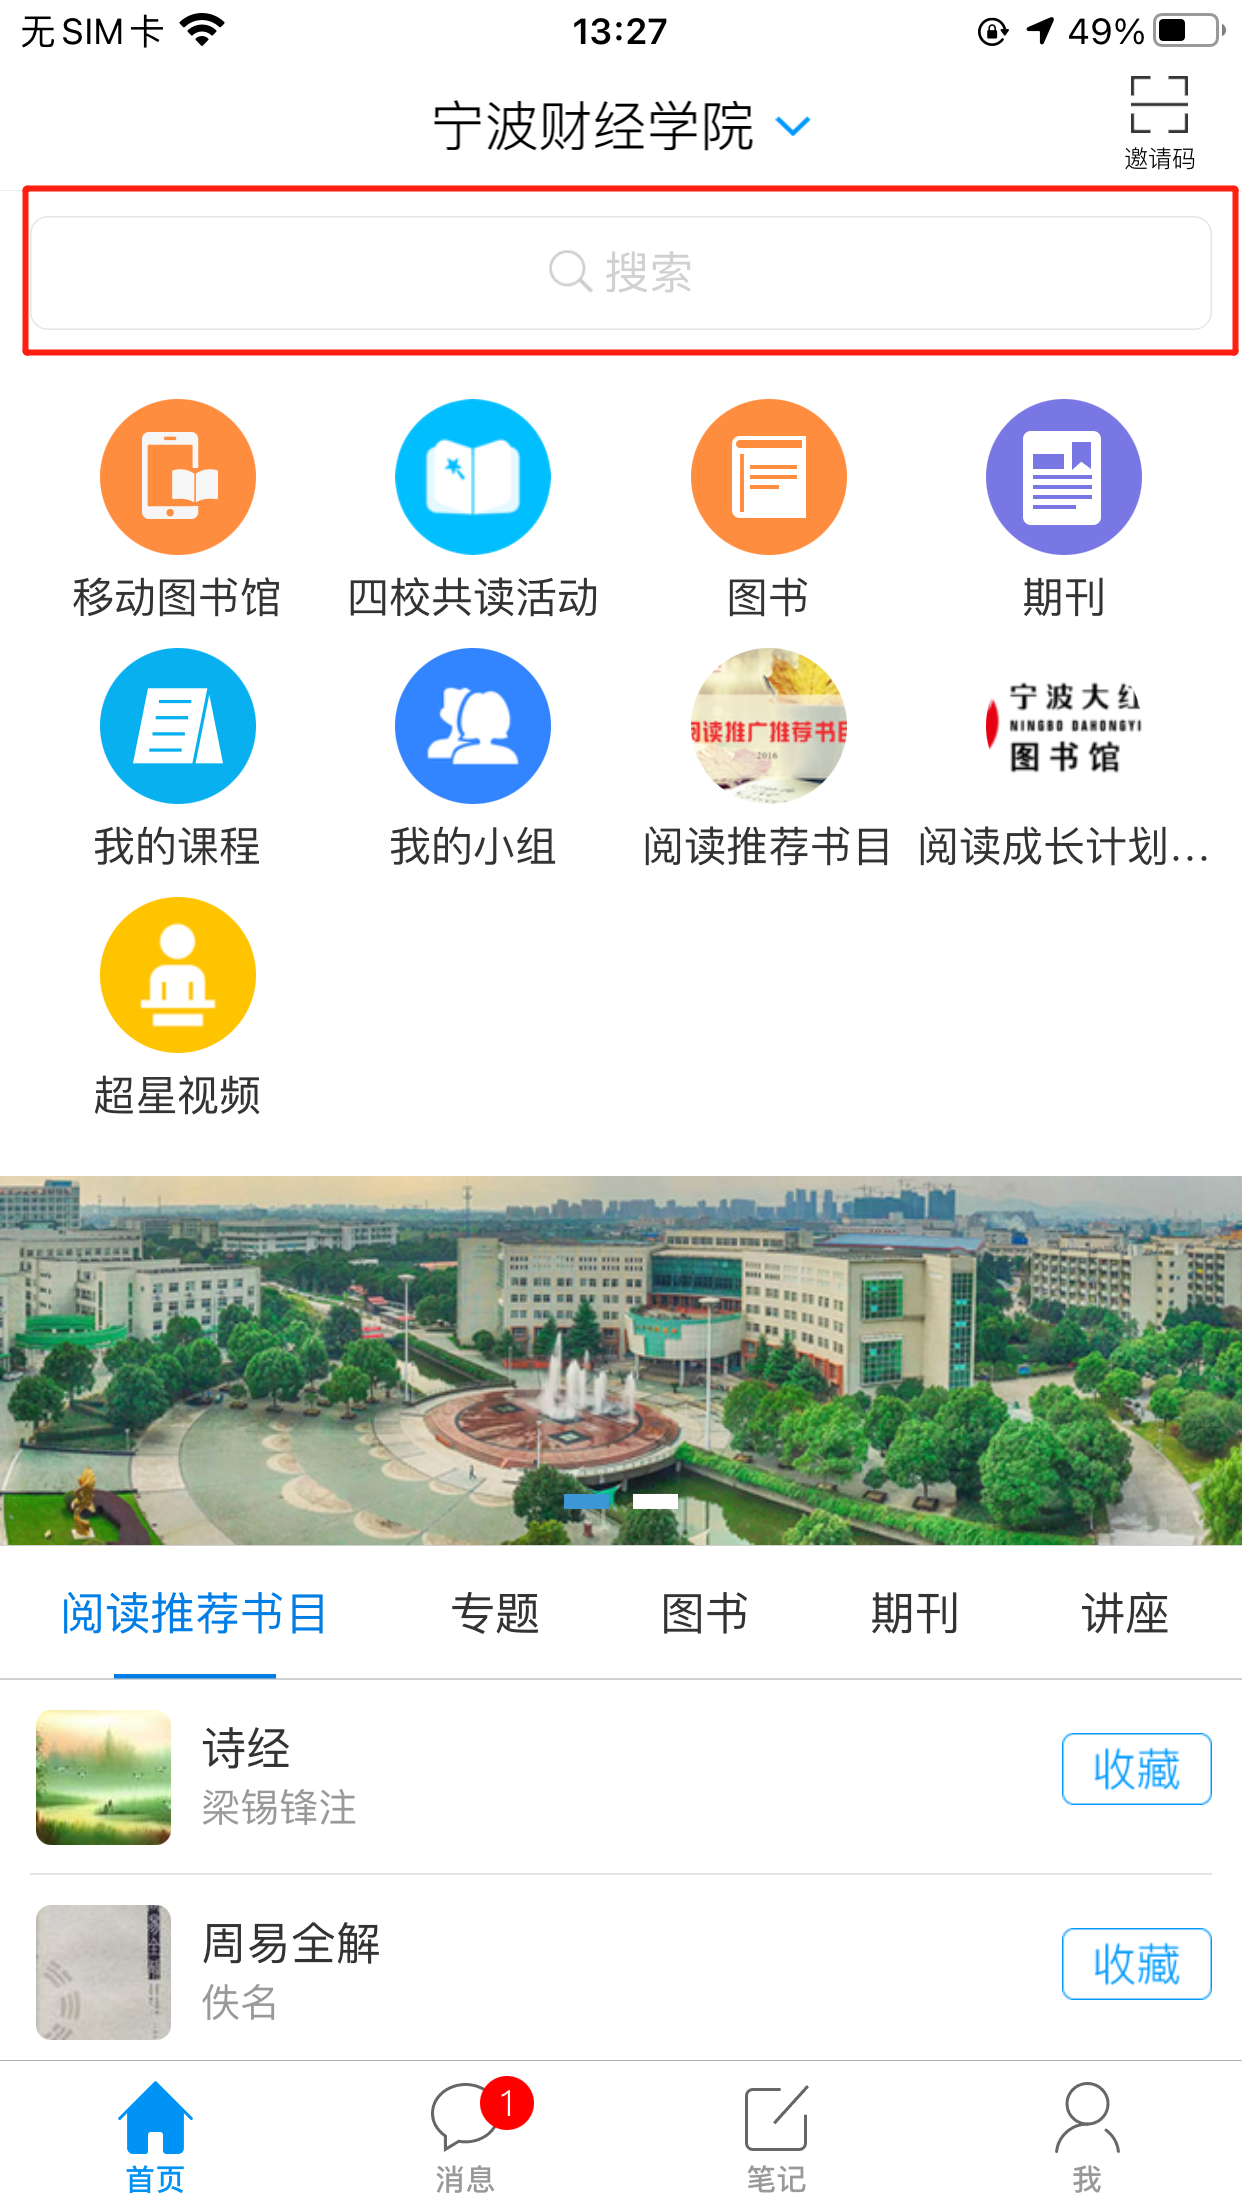 无SIM卡 13:27 49%
宁波财经学院
邀请码
搜索
移动图书馆 四校共读活动 图书 期刊
阅读推广推荐书目
2016
宁波大红
NINGBO DAHONGYI
图书馆
我的课程 我的小组 阅读推荐书目 阅读成长计划...
超星视频
阅读推荐书目 专题 图书 期刊 讲座
诗经
梁锡锋注
收藏
周易全解
佚名
收藏
1
首页 消息 笔记 我